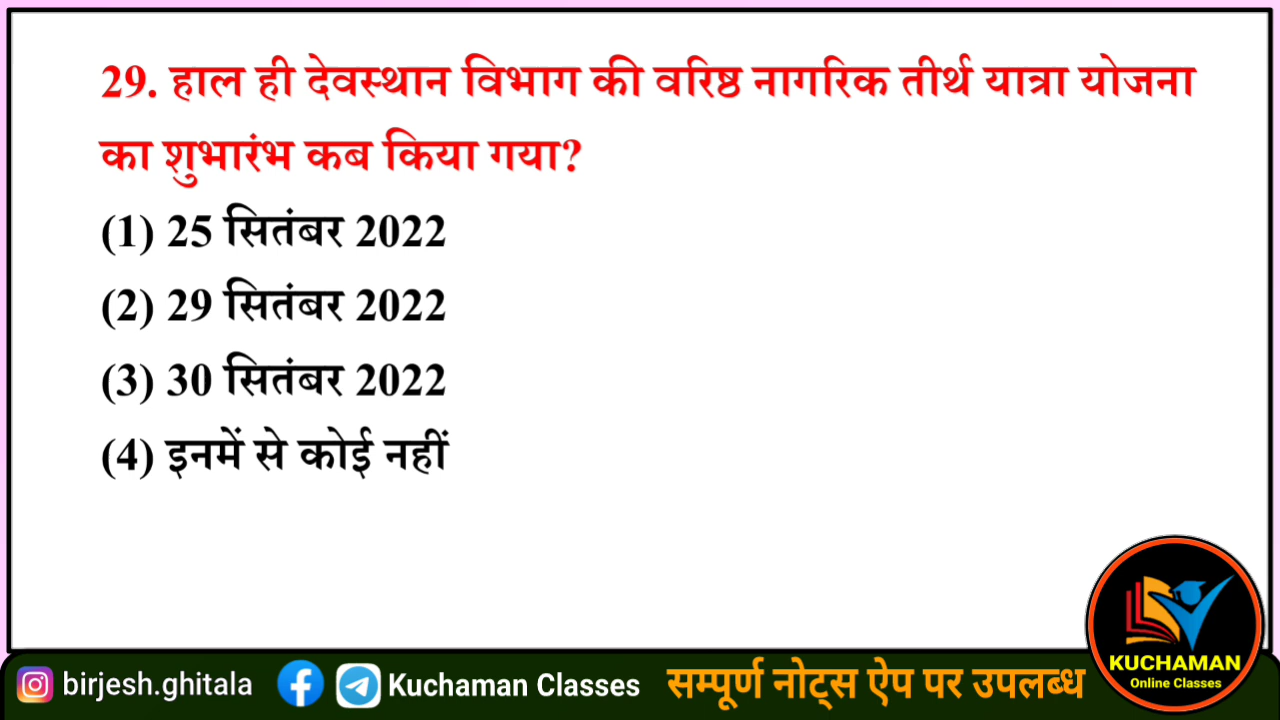 29. हाल ही देवस्थान विभाग की वरिष्ठ नागरिक तीर्थ यात्रा योजना
का शुभारंभ कब किया गया?
(1) 25 सितंबर 2022
(2) 29 सितंबर 2022
(3) 30 सितंबर 2022
(4) इनमें से कोई नहीं
KUCHAMAN
Online Classes
birjesh.ghitala
Kuchaman Classes
सम्पूर्ण नोट्स ऐप पर उपलब्ध